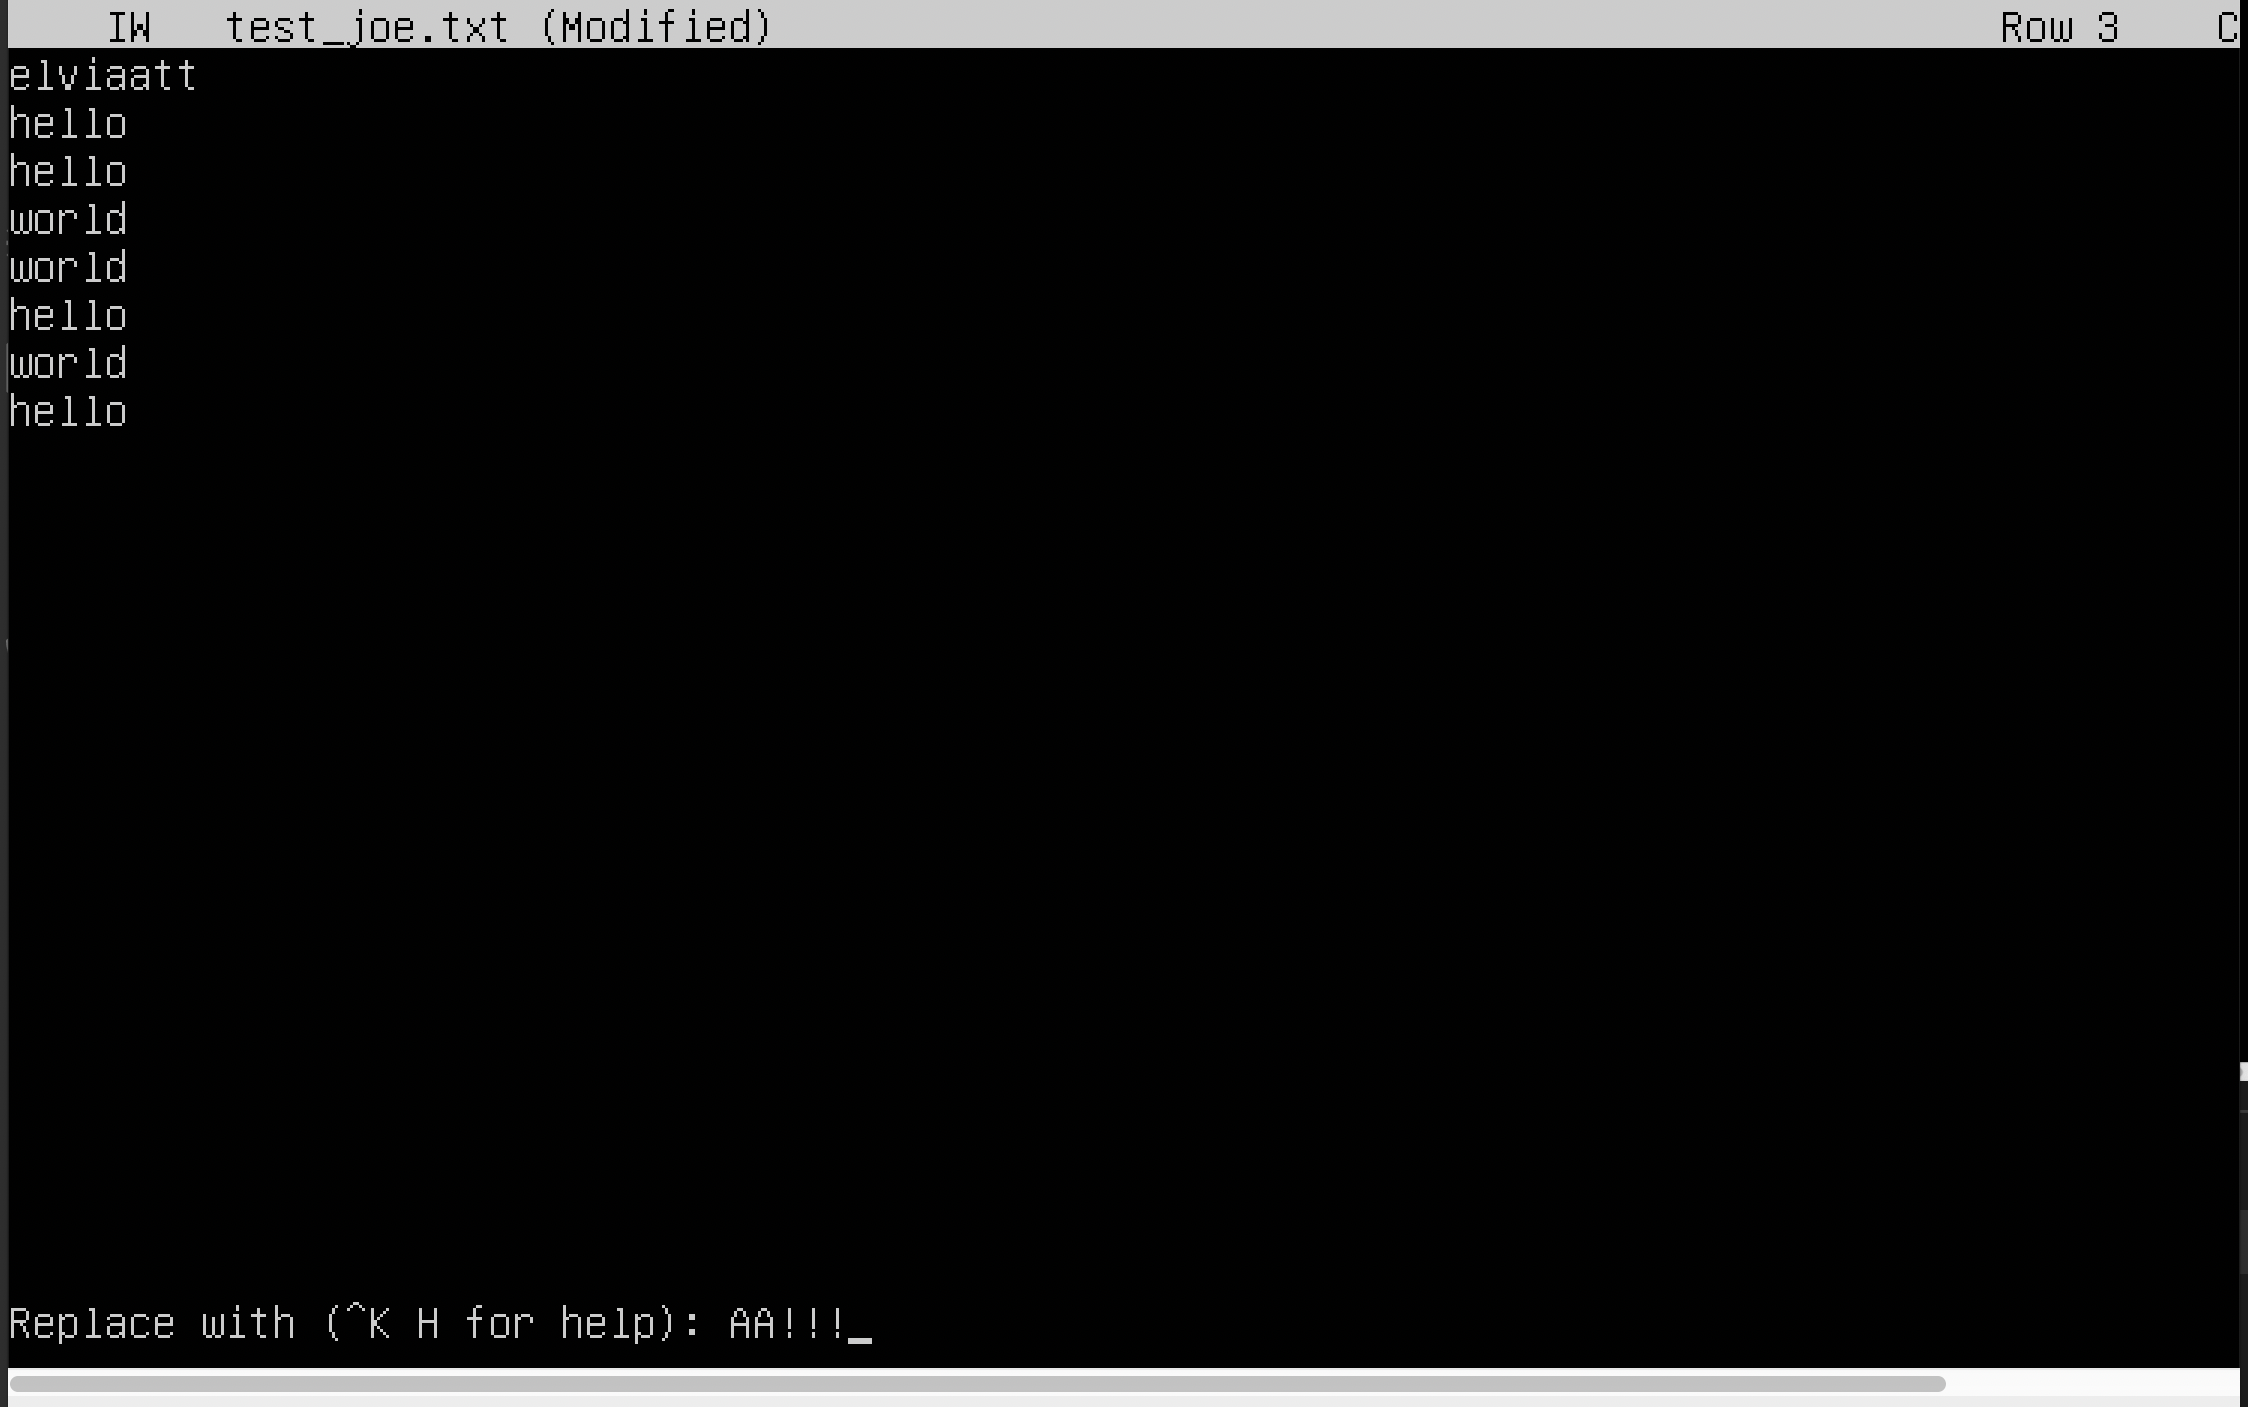 IW test_joe.txt (Modified) Row 3 C
elviaatt
hello
hello
world
world
hello
world
hello
Replace with (^K H for help): AA!!!_